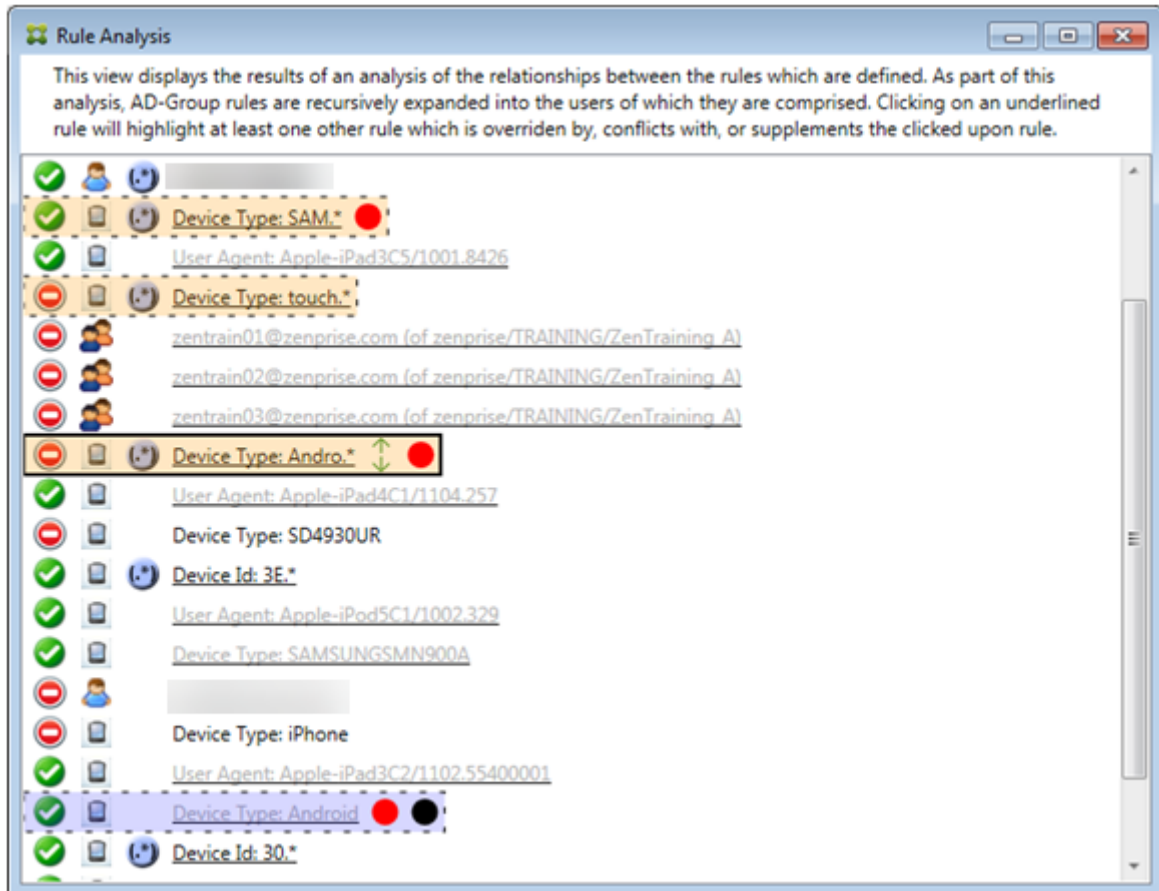 Rule Analysis
This view displays the results of an analysis of the relationships between the rules which are defined. As part of this
analysis, AD-Group rules are recursively expanded into the users of which they are comprised. Clicking on an underlined
rule will highlight at least one other rule which is overriden by, conflicts with, or supplements the clicked upon rule.
(.*)
(.*) Device Type: SAM.*
User Agent: Apple-iPad3C5/1001.8426
(.*) Device Type: touch.*
zentrain01@zenprise.com (of zenprise/TRAINING/ZenTraining A)
zentrain02@zenprise.com (of zenprise/TRAINING/ZenTraining A)
zentrain03@zenprise.com (of zenprise/TRAINING/ZenTraining A)
(.*) Device Type: Andro.*
User Agent: Apple-iPad4C1/1104.257
Device Type: SD4930UR
(.*) Device Id: 3E.*
User Agent: Apple-iPod5C1/1002.329
Device Type: SAMSUNGSMN900A
Device Type: iPhone
User Agent: Apple-iPad3C2/1102.55400001
Device Type: Android
(.*) Device Id: 30.*